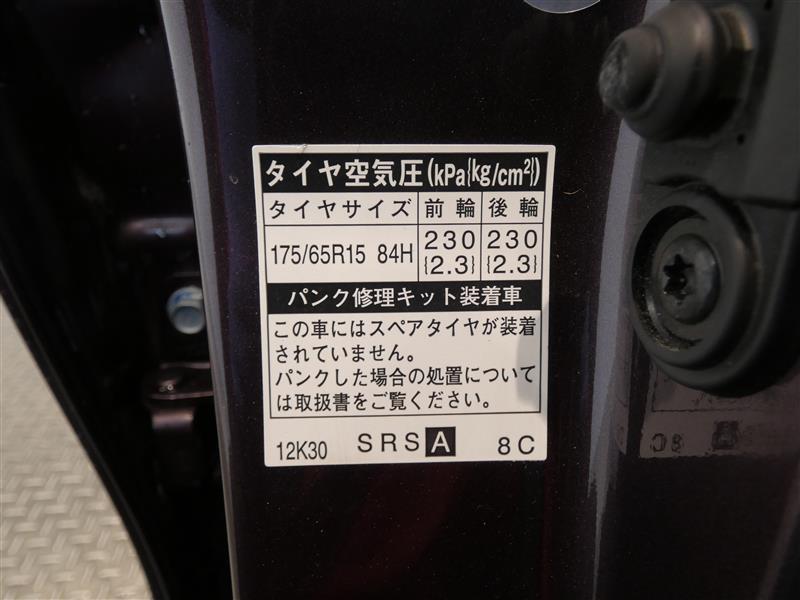 タイヤ空気圧(kPa{kg/cm²})
タイヤサイズ 前輪 後輪
175/65R15 84H 230 230
{2.3} {2.3}
パンク修理キット装着車
この車にはスペアタイヤが装着
されていません。
パンクした場合の処置について
は取扱書をご覧ください。
12K30 SRS A 8C